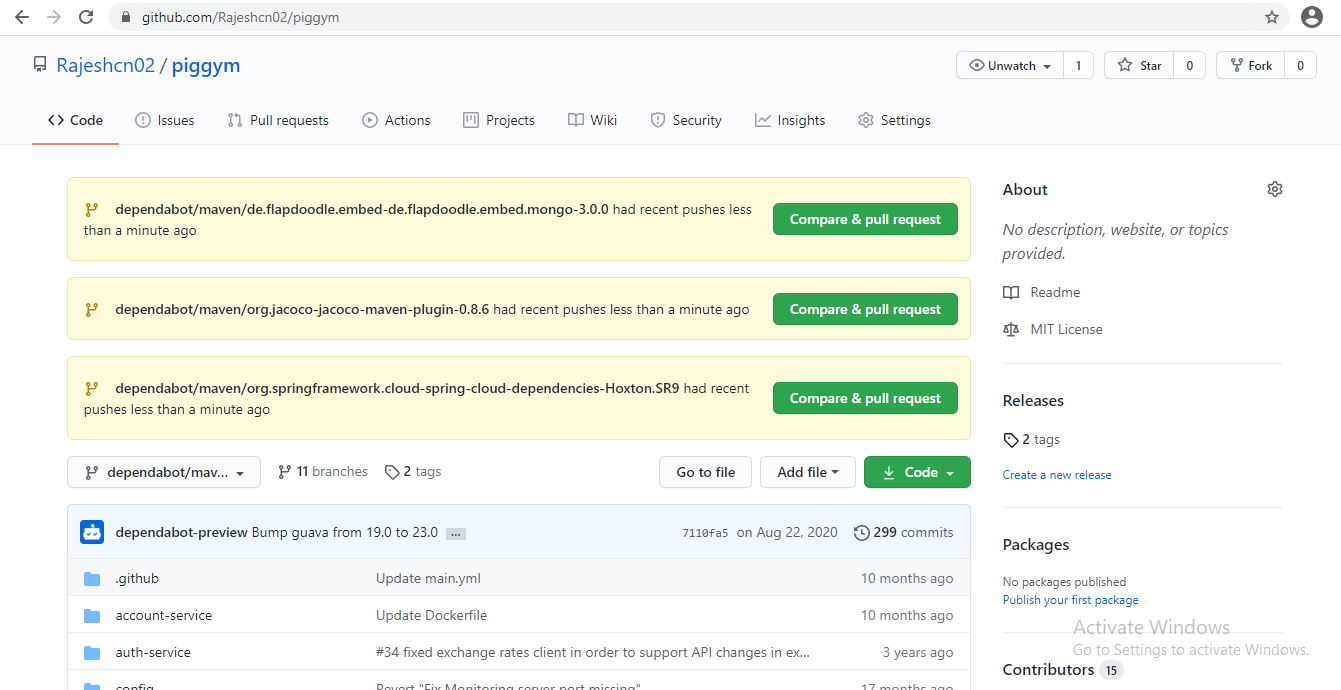 github.com/Rajeshcn02/piggym
Rajeshcn02 / piggym
Unwatch 1
Star 0
Fork 0
Code Issues Pull requests Actions Projects Wiki Security Insights Settings
dependabot/maven/de.flapdoodle.embed-de.flapdoodle.embed.mongo-3.0.0 had recent pushes less
than a minute ago
Compare & pull request
dependabot/maven/org.jacoco-jacoco-maven-plugin-0.8.6 had recent pushes less than a minute ago
Compare & pull request
dependabot/maven/org.springframework.cloud-spring-cloud-dependencies-Hoxton.SR9 had recent
pushes less than a minute ago
Compare & pull request
dependabot/mav... 11 branches 2 tags
Go to file Add file Code
dependabot-preview Bump guava from 19.0 to 23.0 ... 7110fa5 on Aug 22, 2020 299 commits
.github Update main.yml 10 months ago
account-service Update Dockerfile 10 months ago
auth-service #34 fixed exchange rates client in order to support API changes in ex... 3 years ago
config Revert "Fix Monitoring server port missing" 17 months ago
About
No description, website, or topics
provided.
Readme
MIT License
Releases
2 tags
Create a new release
Packages
No packages published
Publish your first package
Activate Windows
Go to Settings to activate Windows.
Contributors 15